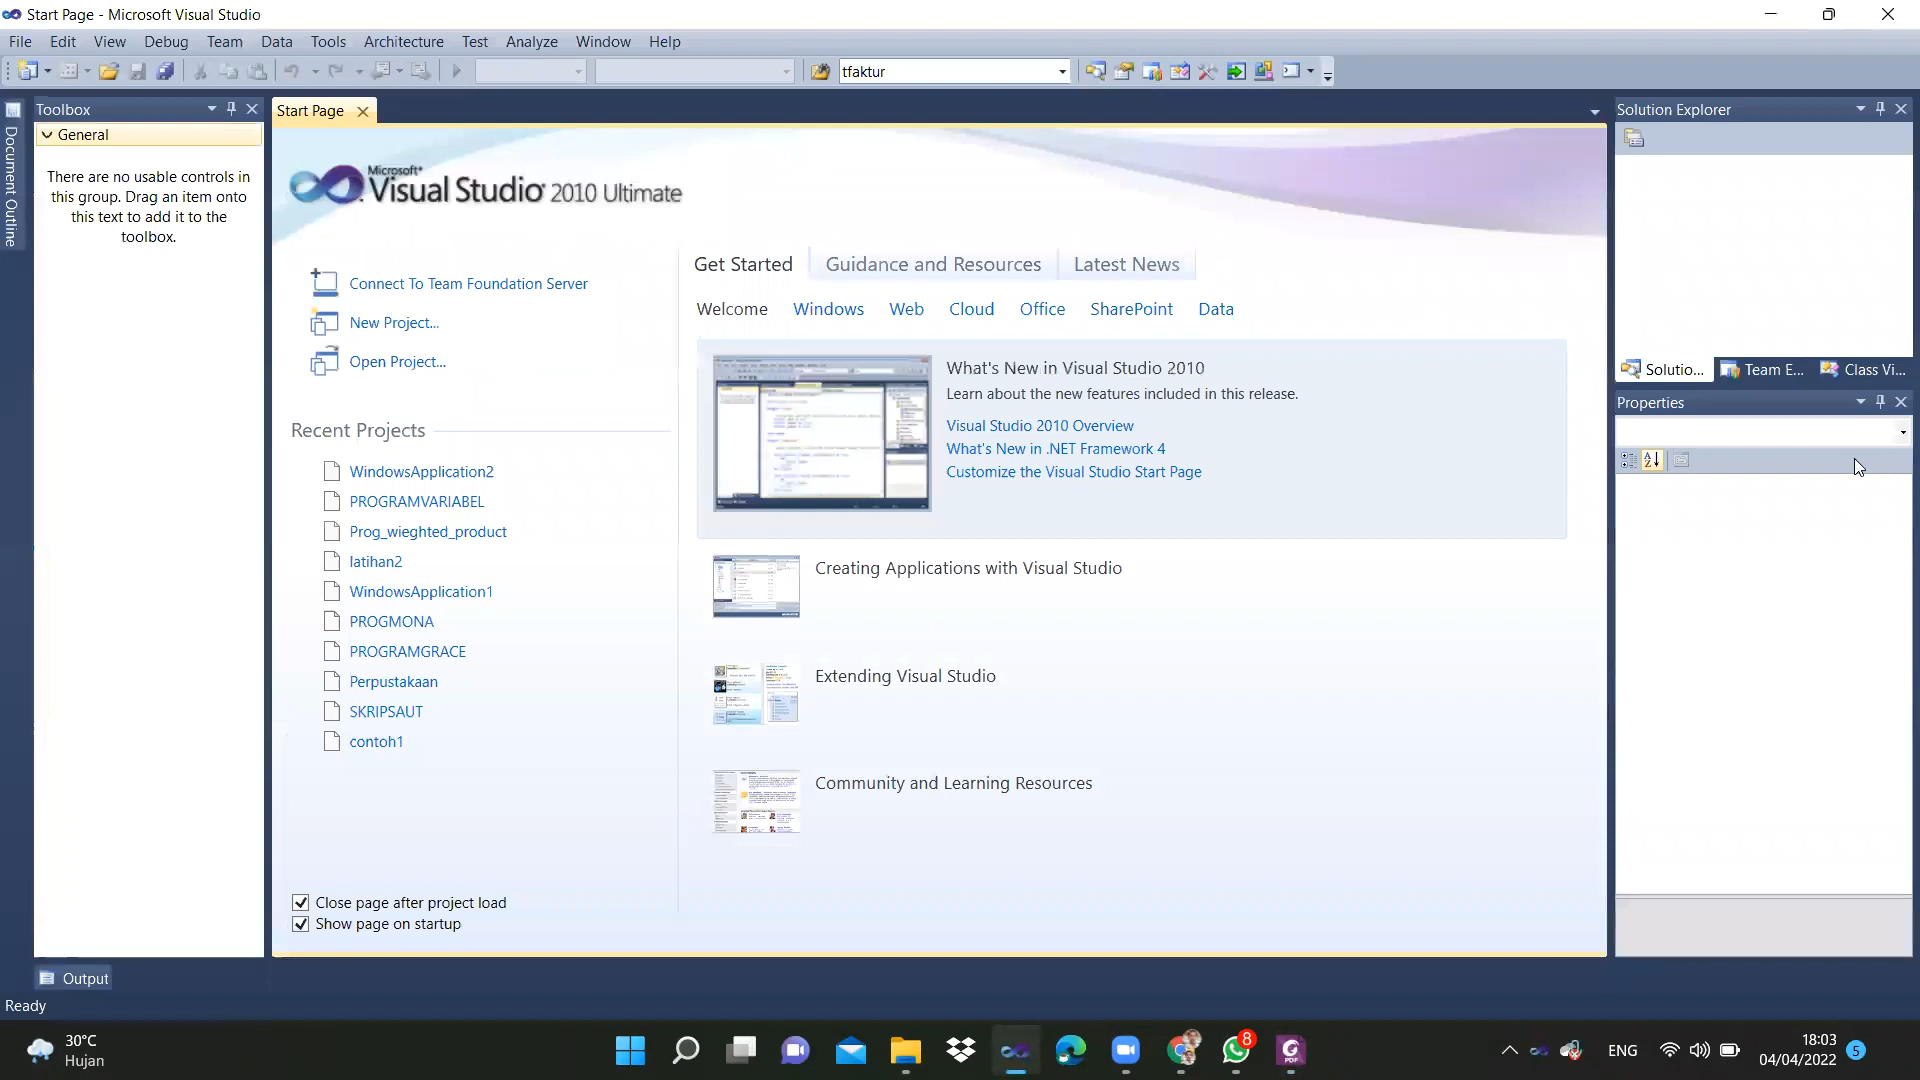 Start Page - Microsoft Visual Studio
File Edit View Debug Team Data Tools Architecture Test Analyze Window Help
tfaktur
Document Outline
Toolbox
General
There are no usable controls in
this group. Drag an item onto
this text to add it to the
toolbox.
Start Page
Microsoft®
Visual Studio® 2010 Ultimate
Connect To Team Foundation Server
New Project...
Open Project...
Recent Projects
WindowsApplication2
PROGRAMVARIABEL
Prog_wieghted_product
latihan2
WindowsApplication1
PROGMONA
PROGRAMGRACE
Perpustakaan
SKRIPSAUT
contoh1
Close page after project load
Show page on startup
Get Started Guidance and Resources Latest News
Welcome Windows Web Cloud Office SharePoint Data
What's New in Visual Studio 2010
Learn about the new features included in this release.
Visual Studio 2010 Overview
What's New in .NET Framework 4
Customize the Visual Studio Start Page
Creating Applications with Visual Studio
Extending Visual Studio
Community and Learning Resources
Solution Explorer
Solutio... Team E... Class Vi...
Properties
Output
Ready
30°C
Hujan
8
PDF
ENG
18:03
04/04/2022
5